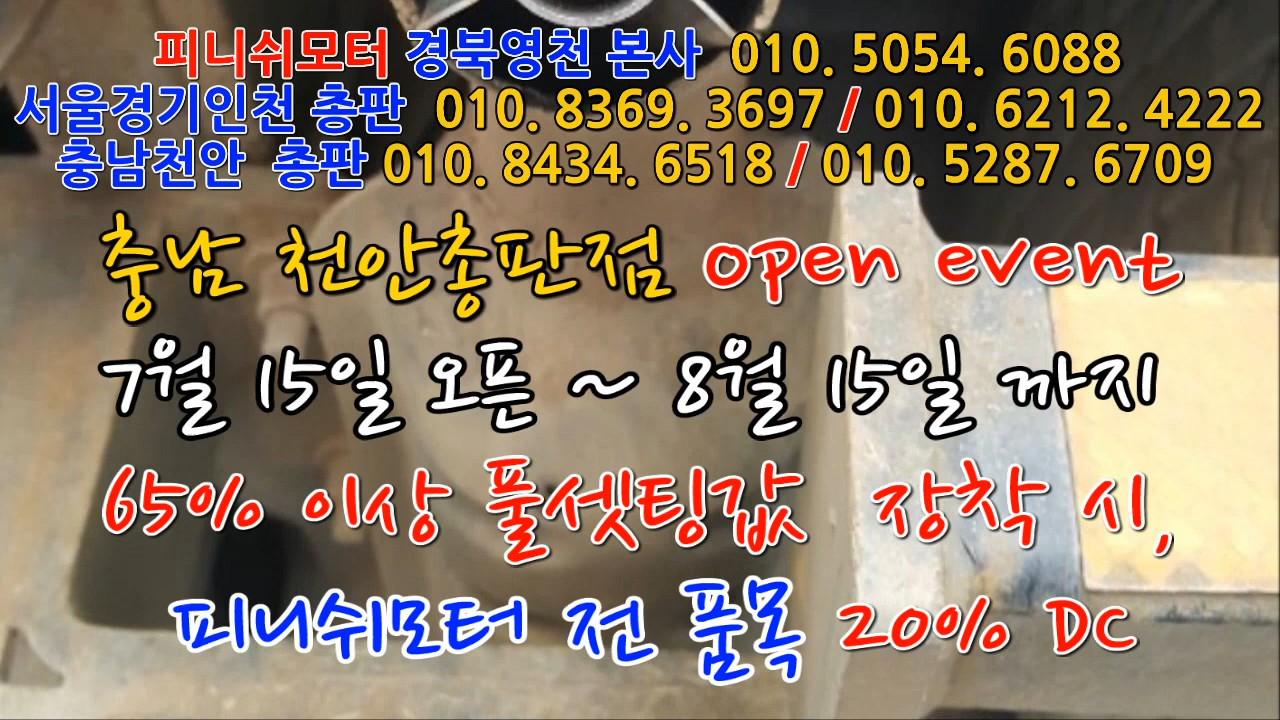 피니쉬모터 경북영천 본사 010. 5054. 6088
서울경기인천 총판 010. 8369. 3697 / 010. 6212. 4222
충남천안 총판 010. 8434. 6518 / 010. 5287. 6709
충남 천안총판점 open event
7월 15일 오픈 ~ 8월 15일 까지
65% 이상 풀셋팅값 장착 시,
피니쉬모터 전 품목 20% DC